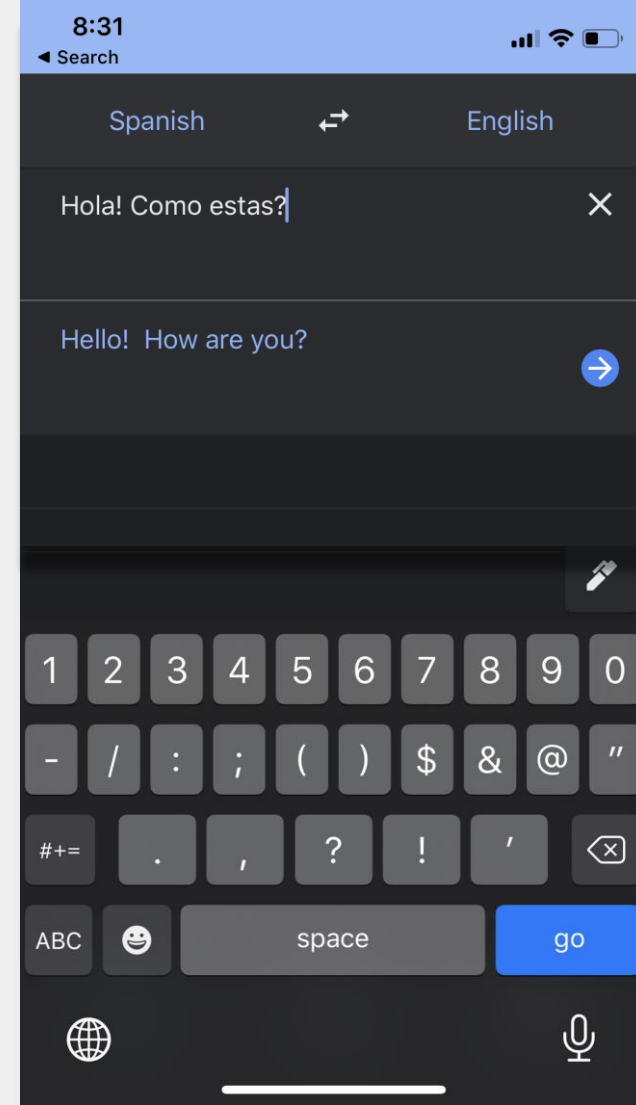 8:31
◀ Search
Spanish English
Hola! Como estas?
Hello!  How are you?
1 2 3 4 5 6 7 8 9 0
- / : ; ( ) $ & @ "
#+= . , ? ! '
ABC space go